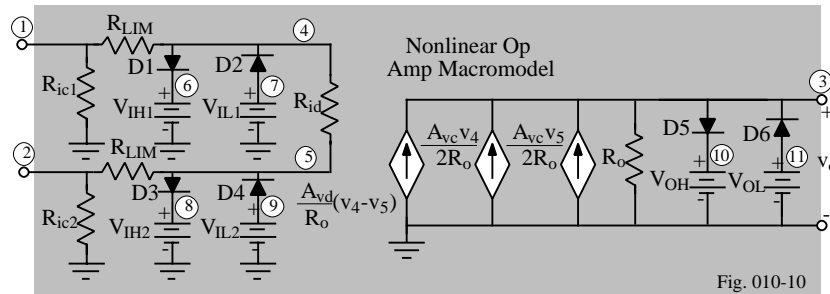 1
R_LIM
4
D1
D2
6
7
R_ic1
+
V_IH1
-
+
V_IL1
-
R_id
Nonlinear Op
Amp Macromodel
3
+
2
R_LIM
5
D3
D4
8
9
R_ic2
+
V_IH2
-
+
V_IL2
-
A_vd/R_o (v_4-v_5)
A_vc v_4/2R_o
A_vc v_5/2R_o
R_o
D5
D6
10
11
+
V_OH
-
+
V_OL
-
-
Fig. 010-10